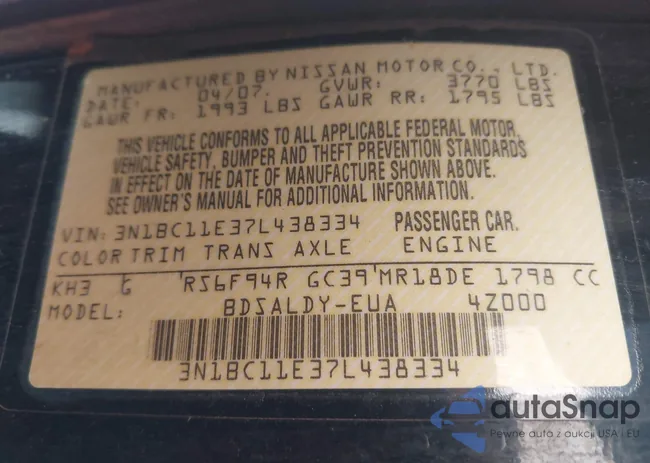 MANUFACTURED BY NISSAN MOTOR CO., LTD.
DATE: 04/07. GVWR: 3770 LBS
GAWR FR: 1993 LBS GAWR RR: 1795 LBS
THIS VEHICLE CONFORMS TO ALL APPLICABLE FEDERAL MOTOR
VEHICLE SAFETY, BUMPER AND THEFT PREVENTION STANDARDS
IN EFFECT ON THE DATE OF MANUFACTURE SHOWN ABOVE.
SEE OWNER'S MANUAL FOR ADDITIONAL INFORMATION.
VIN: 3N1BC11E37L438334 PASSENGER CAR.
COLOR TRIM TRANS AXLE ENGINE
KH3 G RS6F94R GC39 MR18DE 1798 CC
MODEL: BDSALDY-EUA 4Z000
3N1BC11E37L438334
autaSnap
Pewne auta z aukcji USA i EU